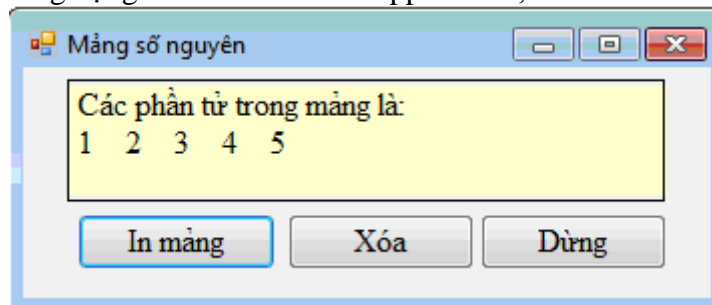 Mảng số nguyên
Các phần tử trong mảng là:
1 2 3 4 5
In mảng Xóa Dừng